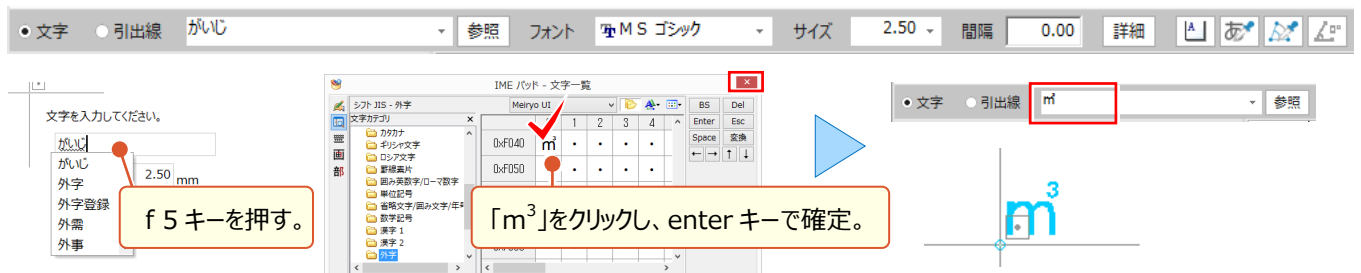 文字 引出線 がいじ 参照 フォント MS ゴシック サイズ 2.50 間隔 0.00 詳細
文字を入力してください。
がいじ
がいじ
外字
外字登録
外需
外事
2.50 mm
f 5 キーを押す。
IME パッド - 文字一覧
シフト JIS - 外字 Meiryo UI
文字カテゴリ
カタカナ
ギリシャ文字
ロシア文字
罫線素片
囲み英数字/ローマ数字
単位記号
省略文字/囲み文字/年号
数学記号
漢字 1
漢字 2
外字
画
部
1 2 3 4
0xF040 ㎥
0xF050
BS Del
Enter Esc
Space 変換
← → ↑ ↓
「m³」をクリックし、enter キーで確定。
文字 引出線 ㎥ 参照
m³